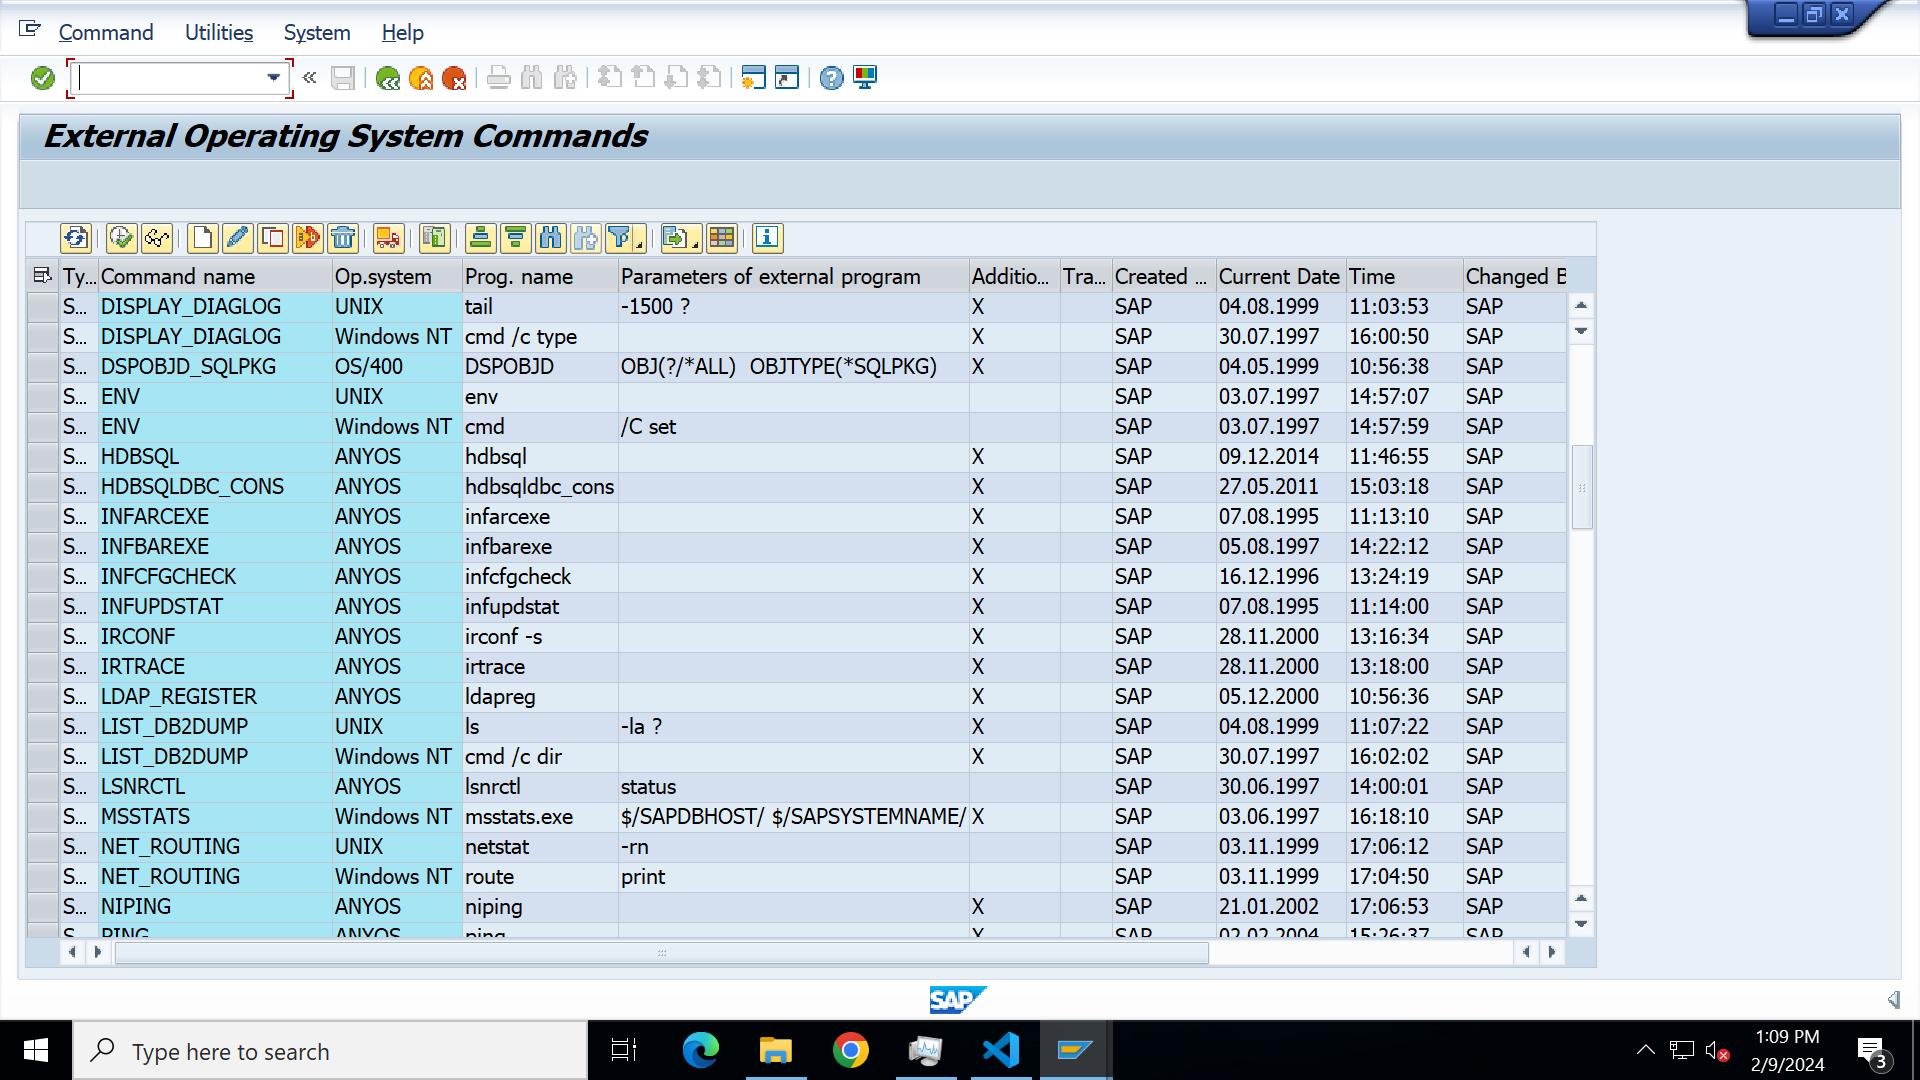 Command Utilities System Help
External Operating System Commands
Ty... Command name Op.system Prog. name Parameters of external program Additio... Tra... Created ... Current Date Time Changed B
S... DISPLAY_DIAGLOG UNIX tail -1500 ? X SAP 04.08.1999 11:03:53 SAP
S... DISPLAY_DIAGLOG Windows NT cmd /c type X SAP 30.07.1997 16:00:50 SAP
S... DSPOBJD_SQLPKG OS/400 DSPOBJD OBJ(?/*ALL) OBJTYPE(*SQLPKG) X SAP 04.05.1999 10:56:38 SAP
S... ENV UNIX env SAP 03.07.1997 14:57:07 SAP
S... ENV Windows NT cmd /C set SAP 03.07.1997 14:57:59 SAP
S... HDBSQL ANYOS hdbsql X SAP 09.12.2014 11:46:55 SAP
S... HDBSQLDBC_CONS ANYOS hdbsqldbc_cons X SAP 27.05.2011 15:03:18 SAP
S... INFARCEXE ANYOS infarcexe X SAP 07.08.1995 11:13:10 SAP
S... INFBAREXE ANYOS infbarexe X SAP 05.08.1997 14:22:12 SAP
S... INFCFGCHECK ANYOS infcfgcheck X SAP 16.12.1996 13:24:19 SAP
S... INFUPDSTAT ANYOS infupdstat X SAP 07.08.1995 11:14:00 SAP
S... IRCONF ANYOS irconf -s X SAP 28.11.2000 13:16:34 SAP
S... IRTRACE ANYOS irtrace X SAP 28.11.2000 13:18:00 SAP
S... LDAP_REGISTER ANYOS ldapreg X SAP 05.12.2000 10:56:36 SAP
S... LIST_DB2DUMP UNIX ls -la ? X SAP 04.08.1999 11:07:22 SAP
S... LIST_DB2DUMP Windows NT cmd /c dir X SAP 30.07.1997 16:02:02 SAP
S... LSNRCTL ANYOS lsnrctl status SAP 30.06.1997 14:00:01 SAP
S... MSSTATS Windows NT msstats.exe $/SAPDBHOST/ $/SAPSYSTEMNAME/ X SAP 03.06.1997 16:18:10 SAP
S... NET_ROUTING UNIX netstat -rn SAP 03.11.1999 17:06:12 SAP
S... NET_ROUTING Windows NT route print SAP 03.11.1999 17:04:50 SAP
S... NIPING ANYOS niping X SAP 21.01.2002 17:06:53 SAP
S... PING ANYOS ping X SAP 02.02.2004 15:26:37 SAP
SAP
Type here to search
1:09 PM
2/9/2024
3